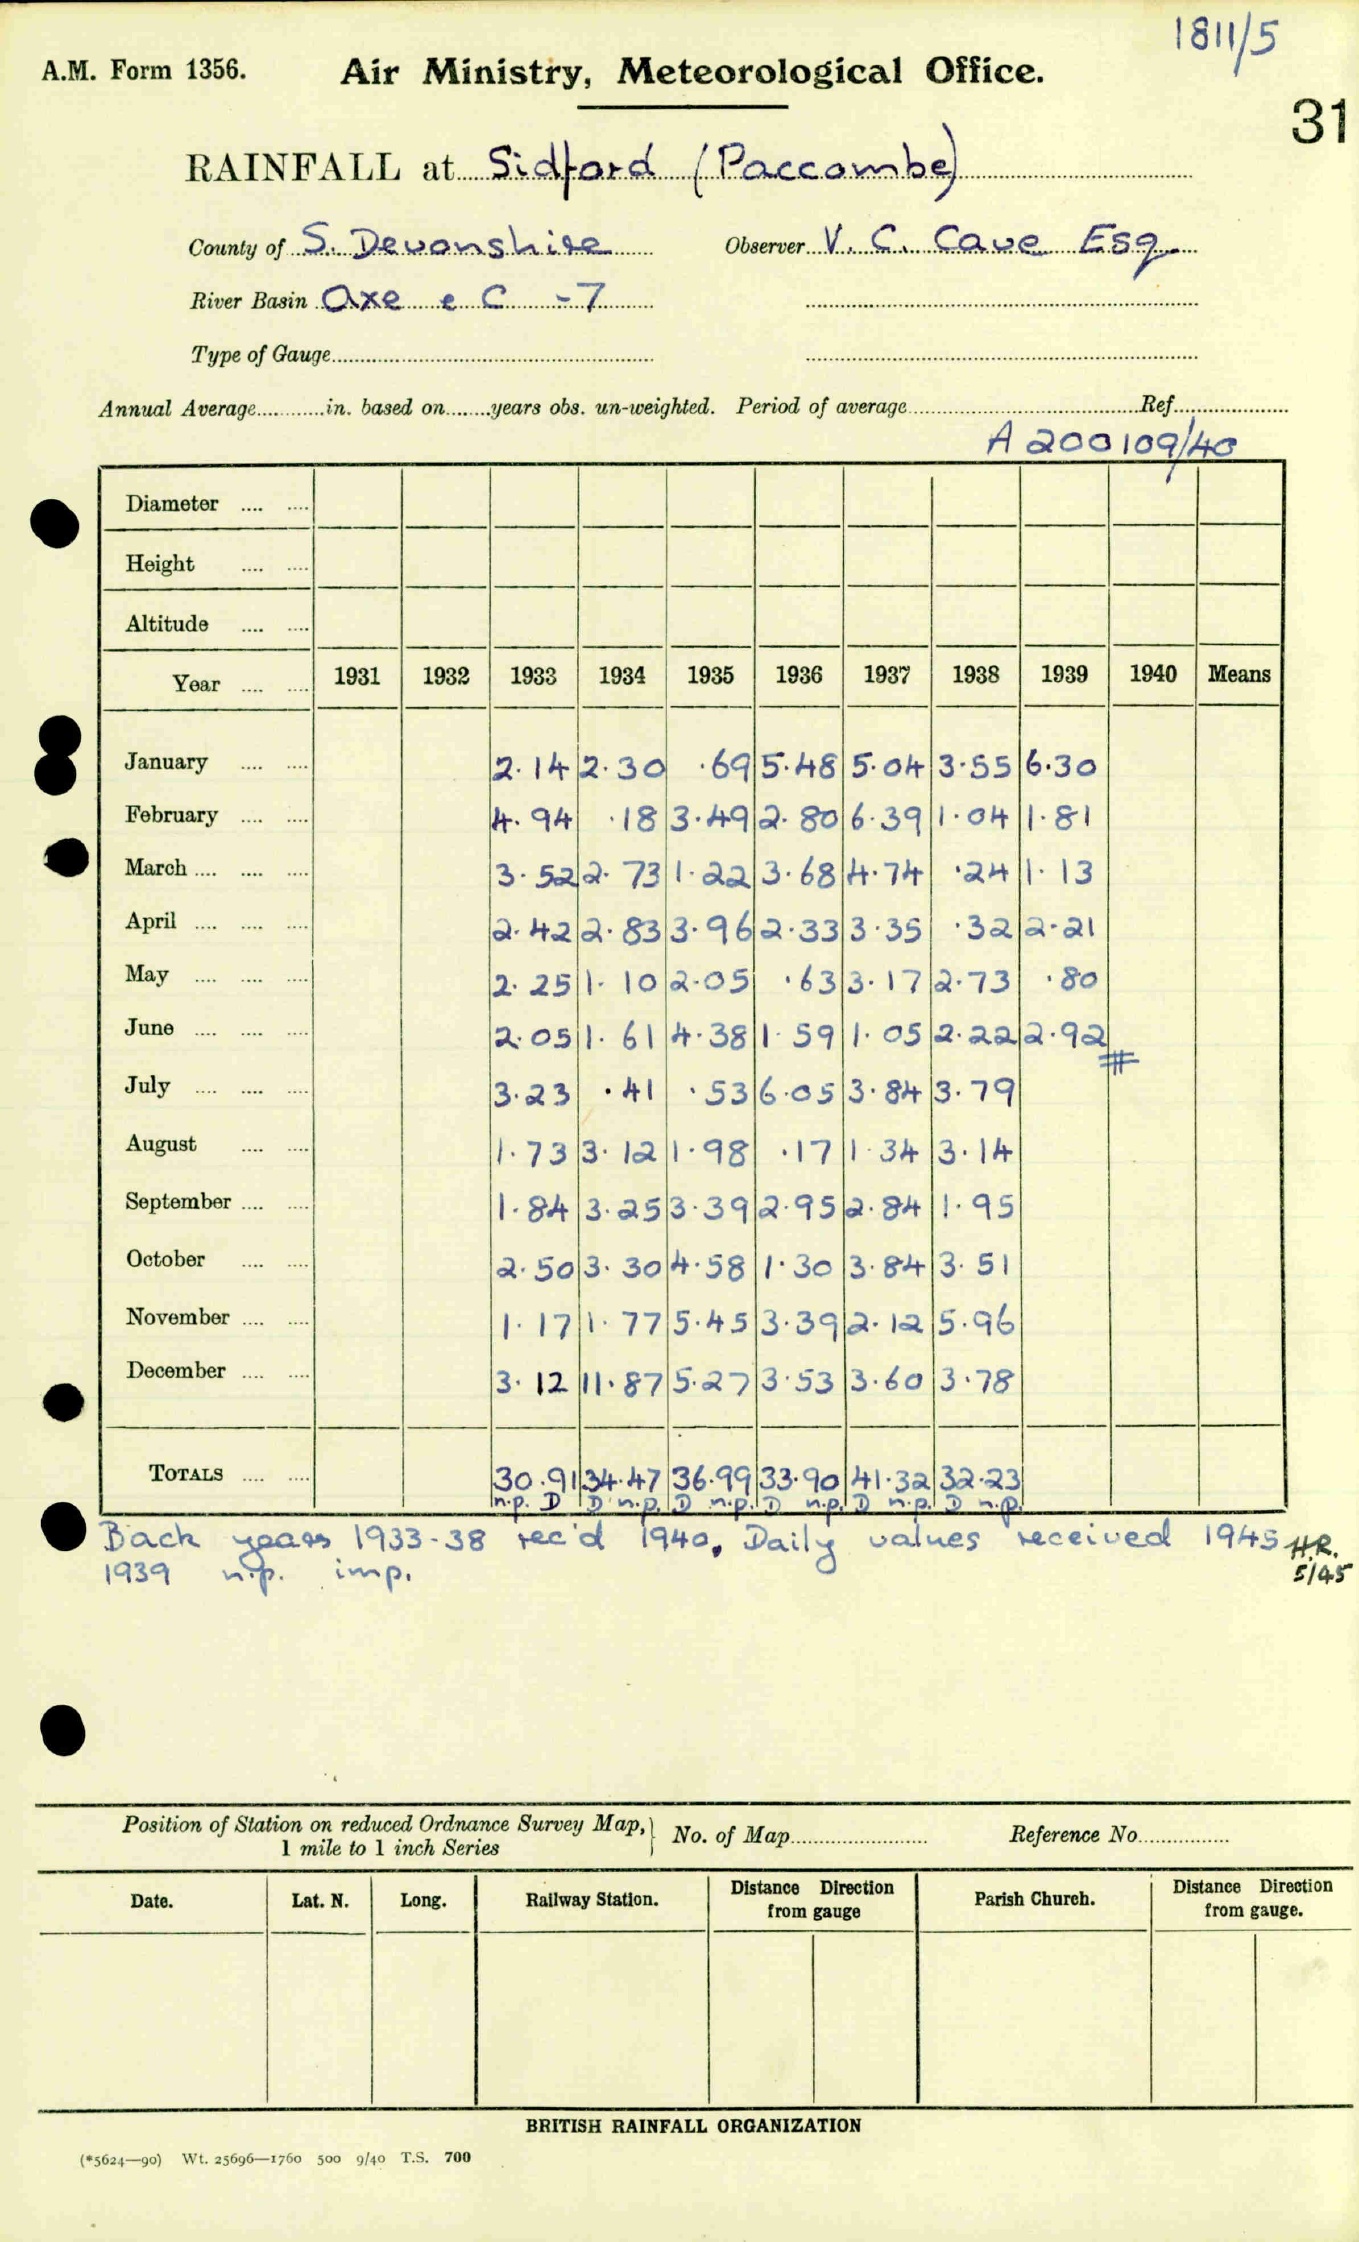 1811/5
A.M. Form 1356. Air Ministry, Meteorological Office.
31
RAINFALL at Sidford (Paccombe)
County of S. Devonshire Observer V. C. Cave Esq
River Basin Axe e C -7
Type of Gauge
Annual Average in. based on years obs. un-weighted. Period of average Ref
A 200109/40
Diameter
Height
Altitude
Year 1931 1932 1933 1934 1935 1936 1937 1938 1939 1940 Means
January 2.14 2.30 .69 5.48 5.04 3.55 6.30
February 4.94 .18 3.49 2.80 6.39 1.04 1.81
March 3.52 2.73 1.22 3.68 4.74 .24 1.13
April 2.42 2.83 3.96 2.33 3.35 .32 2.21
May 2.25 1.10 2.05 .63 3.17 2.73 .80
June 2.05 1.61 4.38 1.59 1.05 2.22 2.92
July 3.23 .41 .53 6.05 3.84 3.79
August 1.73 3.12 1.98 .17 1.34 3.14
September 1.84 3.25 3.39 2.95 2.84 1.95
October 2.50 3.30 4.58 1.30 3.84 3.51
November 1.17 1.77 5.45 3.39 2.12 5.96
December 3.12 11.87 5.27 3.53 3.60 3.78
TOTALS 30.91 34.47 36.99 33.90 41.32 32.23
n.p. D D n.p. D n.p. D n.p. D n.p. D n.p.
Back years 1933-38 rec'd 1940. Daily values received 1945 H.R.
1939 n.p. imp. 5/45
Position of Station on reduced Ordnance Survey Map, No. of Map Reference No
1 mile to 1 inch Series
Date. Lat. N. Long. Railway Station. Distance Direction from gauge Parish Church. Distance Direction from gauge.
BRITISH RAINFALL ORGANIZATION
(*5624—90) Wt. 25696—1760 500 9/40 T.S. 700